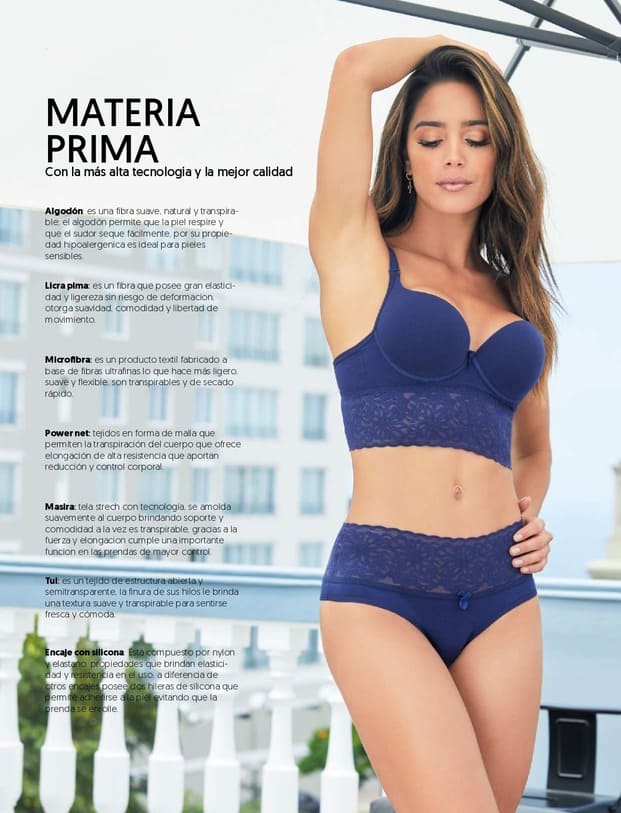 MATERIA
PRIMA
Con la más alta tecnologia y la mejor calidad
Algodón: es una fibra suave, natural y transpira-
ble, el algodón permite que la piel respire y
que el sudor seque fácilmente, por su propie-
dad hipoalergenica es ideal para pieles
sensibles.
Licra pima: es un fibra que posee gran elastici-
dad y ligereza sin riesgo de deformacion,
otorga suavidad, comodidad y libertad de
movimiento.
Microfibra: es un producto textil fabricado a
base de fibras ultrafinas lo que hace más ligero,
suave y flexible, son transpirables y de secado
rápido.
Power net: tejidos en forma de malla que
permiten la transpiración del cuerpo que ofrece
elongación de alta resistencia que aportan
reducción y control corporal.
Masira: tela strech con tecnología, se amolda
suavemente al cuerpo brindando soporte y
comodidad a la vez es transpirable, gracias a la
fuerza y elongacion cumple una importante
funcion en las prendas de mayor control.
Tul: es un tejido de estructura abierta y
semitransparente, la finura de sus hilos le brinda
una textura suave y transpirable para sentirse
fresca y cómoda.
Encaje con silicona: Está compuesto por nylon
y elastano, propiedades que brindan elastici-
dad y resistencia en el uso, a diferencia de
otros encajes posee dos hileras de silicona que
permite adherirse a la piel evitando que la
prenda se enrolle.